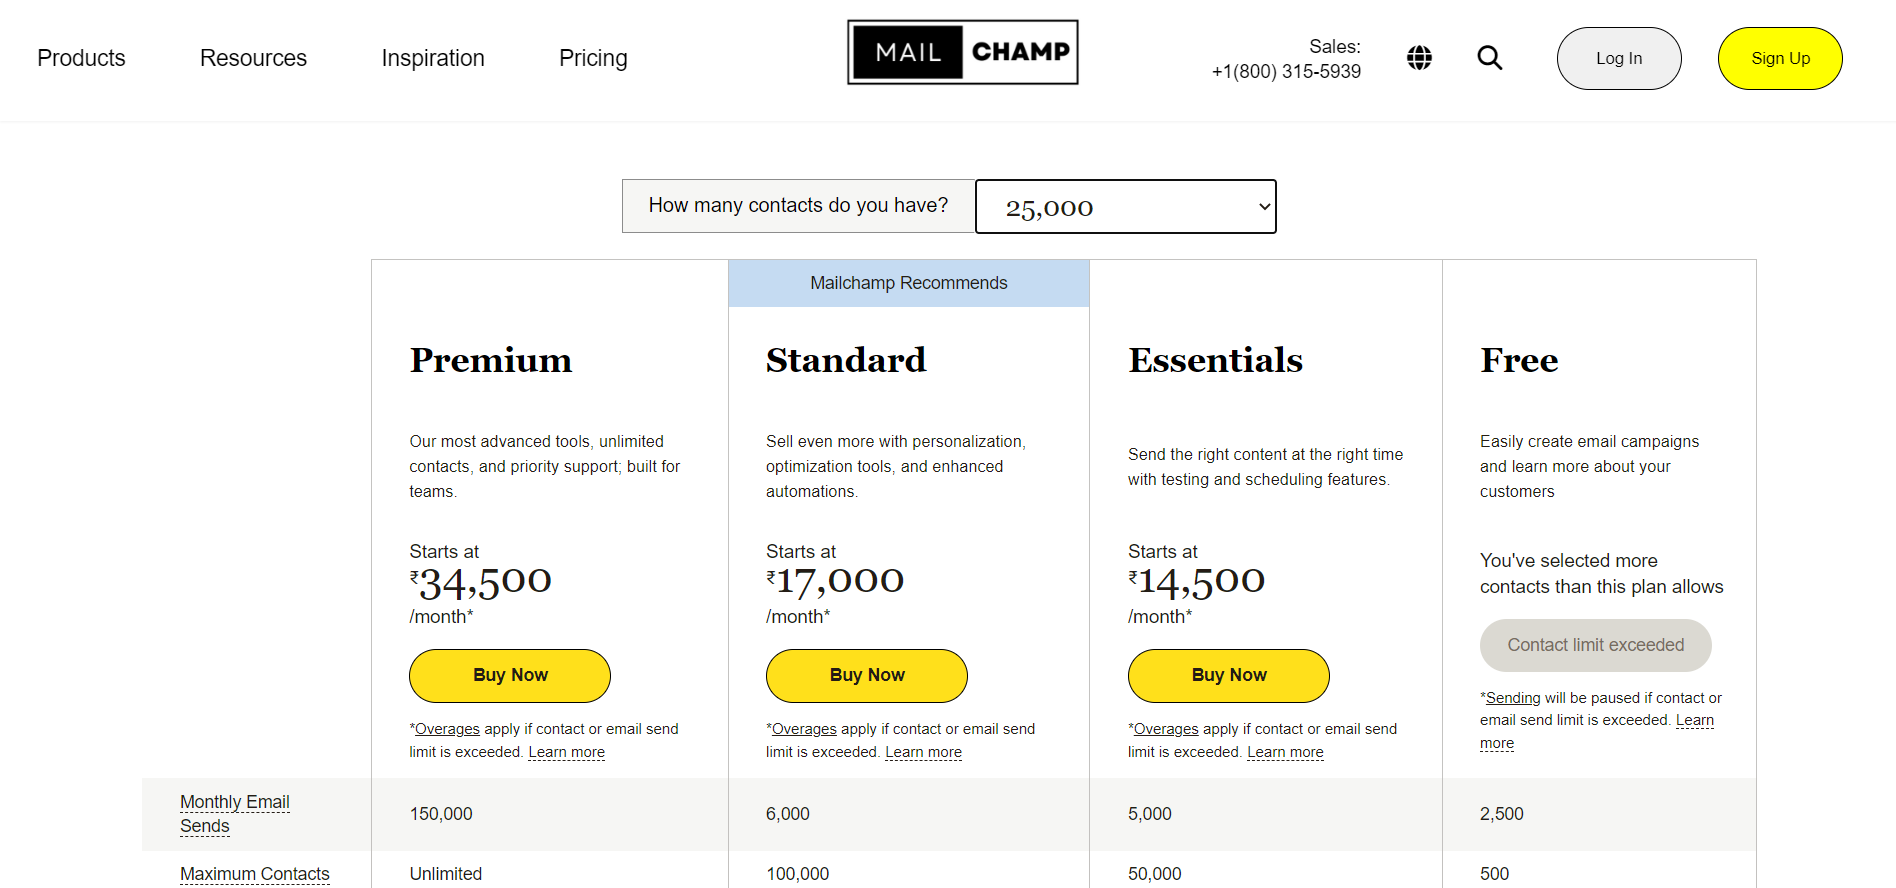 Products
Resources
Inspiration
Pricing
MAIL CHAMP
Sales:
+1(800) 315-5939
Log In
Sign Up
How many contacts do you have?
25,000
Mailchamp Recommends
Premium
Our most advanced tools, unlimited
contacts, and priority support; built for
teams.
Starts at
₹34,500
/month*
Buy Now
*Overages apply if contact or email send
limit is exceeded. Learn more
Standard
Sell even more with personalization,
optimization tools, and enhanced
automations.
Starts at
₹17,000
/month*
Buy Now
*Overages apply if contact or email send
limit is exceeded. Learn more
Essentials
Send the right content at the right time
with testing and scheduling features.
Starts at
₹14,500
/month*
Buy Now
*Overages apply if contact or email send
limit is exceeded. Learn more
Free
Easily create email campaigns
and learn more about your
customers
You've selected more
contacts than this plan allows
Contact limit exceeded
*Sending will be paused if contact or
email send limit is exceeded. Learn
more
Monthly Email
Sends
150,000
6,000
5,000
2,500
Maximum Contacts
Unlimited
100,000
50,000
500